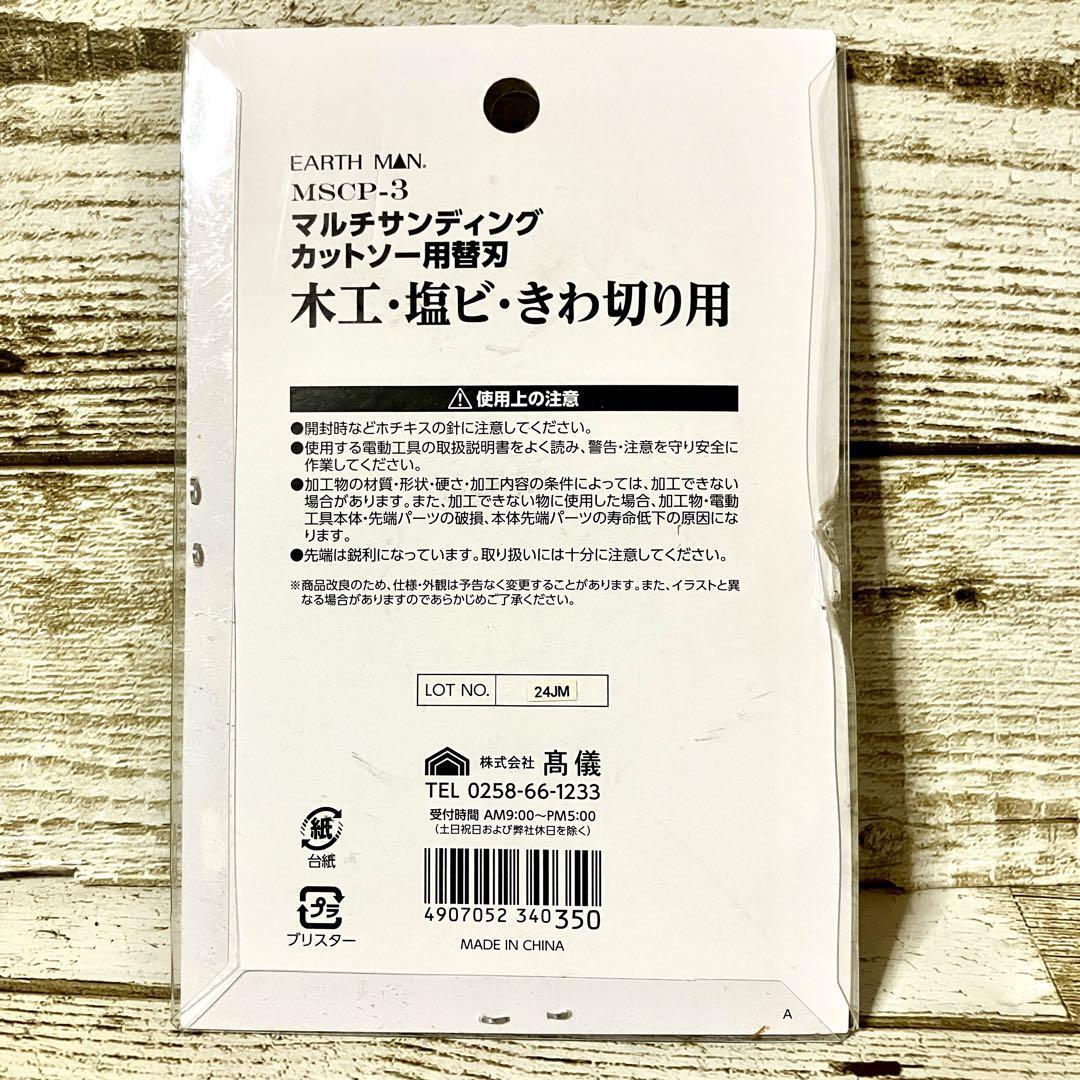 EARTH MAN®
MSCP-3
マルチサンディング
カットソー用替刃
木工・塩ビ・きわ切り用
⚠使用上の注意
●開封時などホチキスの針に注意してください。
●使用する電動工具の取扱説明書をよく読み、警告・注意を守り安全に
作業してください。
●加工物の材質・形状・硬さ・加工内容の条件によっては、加工できない
場合があります。また、加工できない物に使用した場合、加工物・電動
工具本体・先端パーツの破損、本体先端パーツの寿命低下の原因にな
ります。
●先端は鋭利になっています。取り扱いには十分に注意してください。
※商品改良のため、仕様・外観は予告なく変更することがあります。また、イラストと異
なる場合がありますのであらかじめご了承ください。
LOT NO. 24JM
株式会社 髙儀
TEL 0258-66-1233
受付時間 AM9:00～PM5:00
(土日祝日および弊社休日を除く)
紙
台紙
プラ
ブリスター
4907052 340350
MADE IN CHINA
A